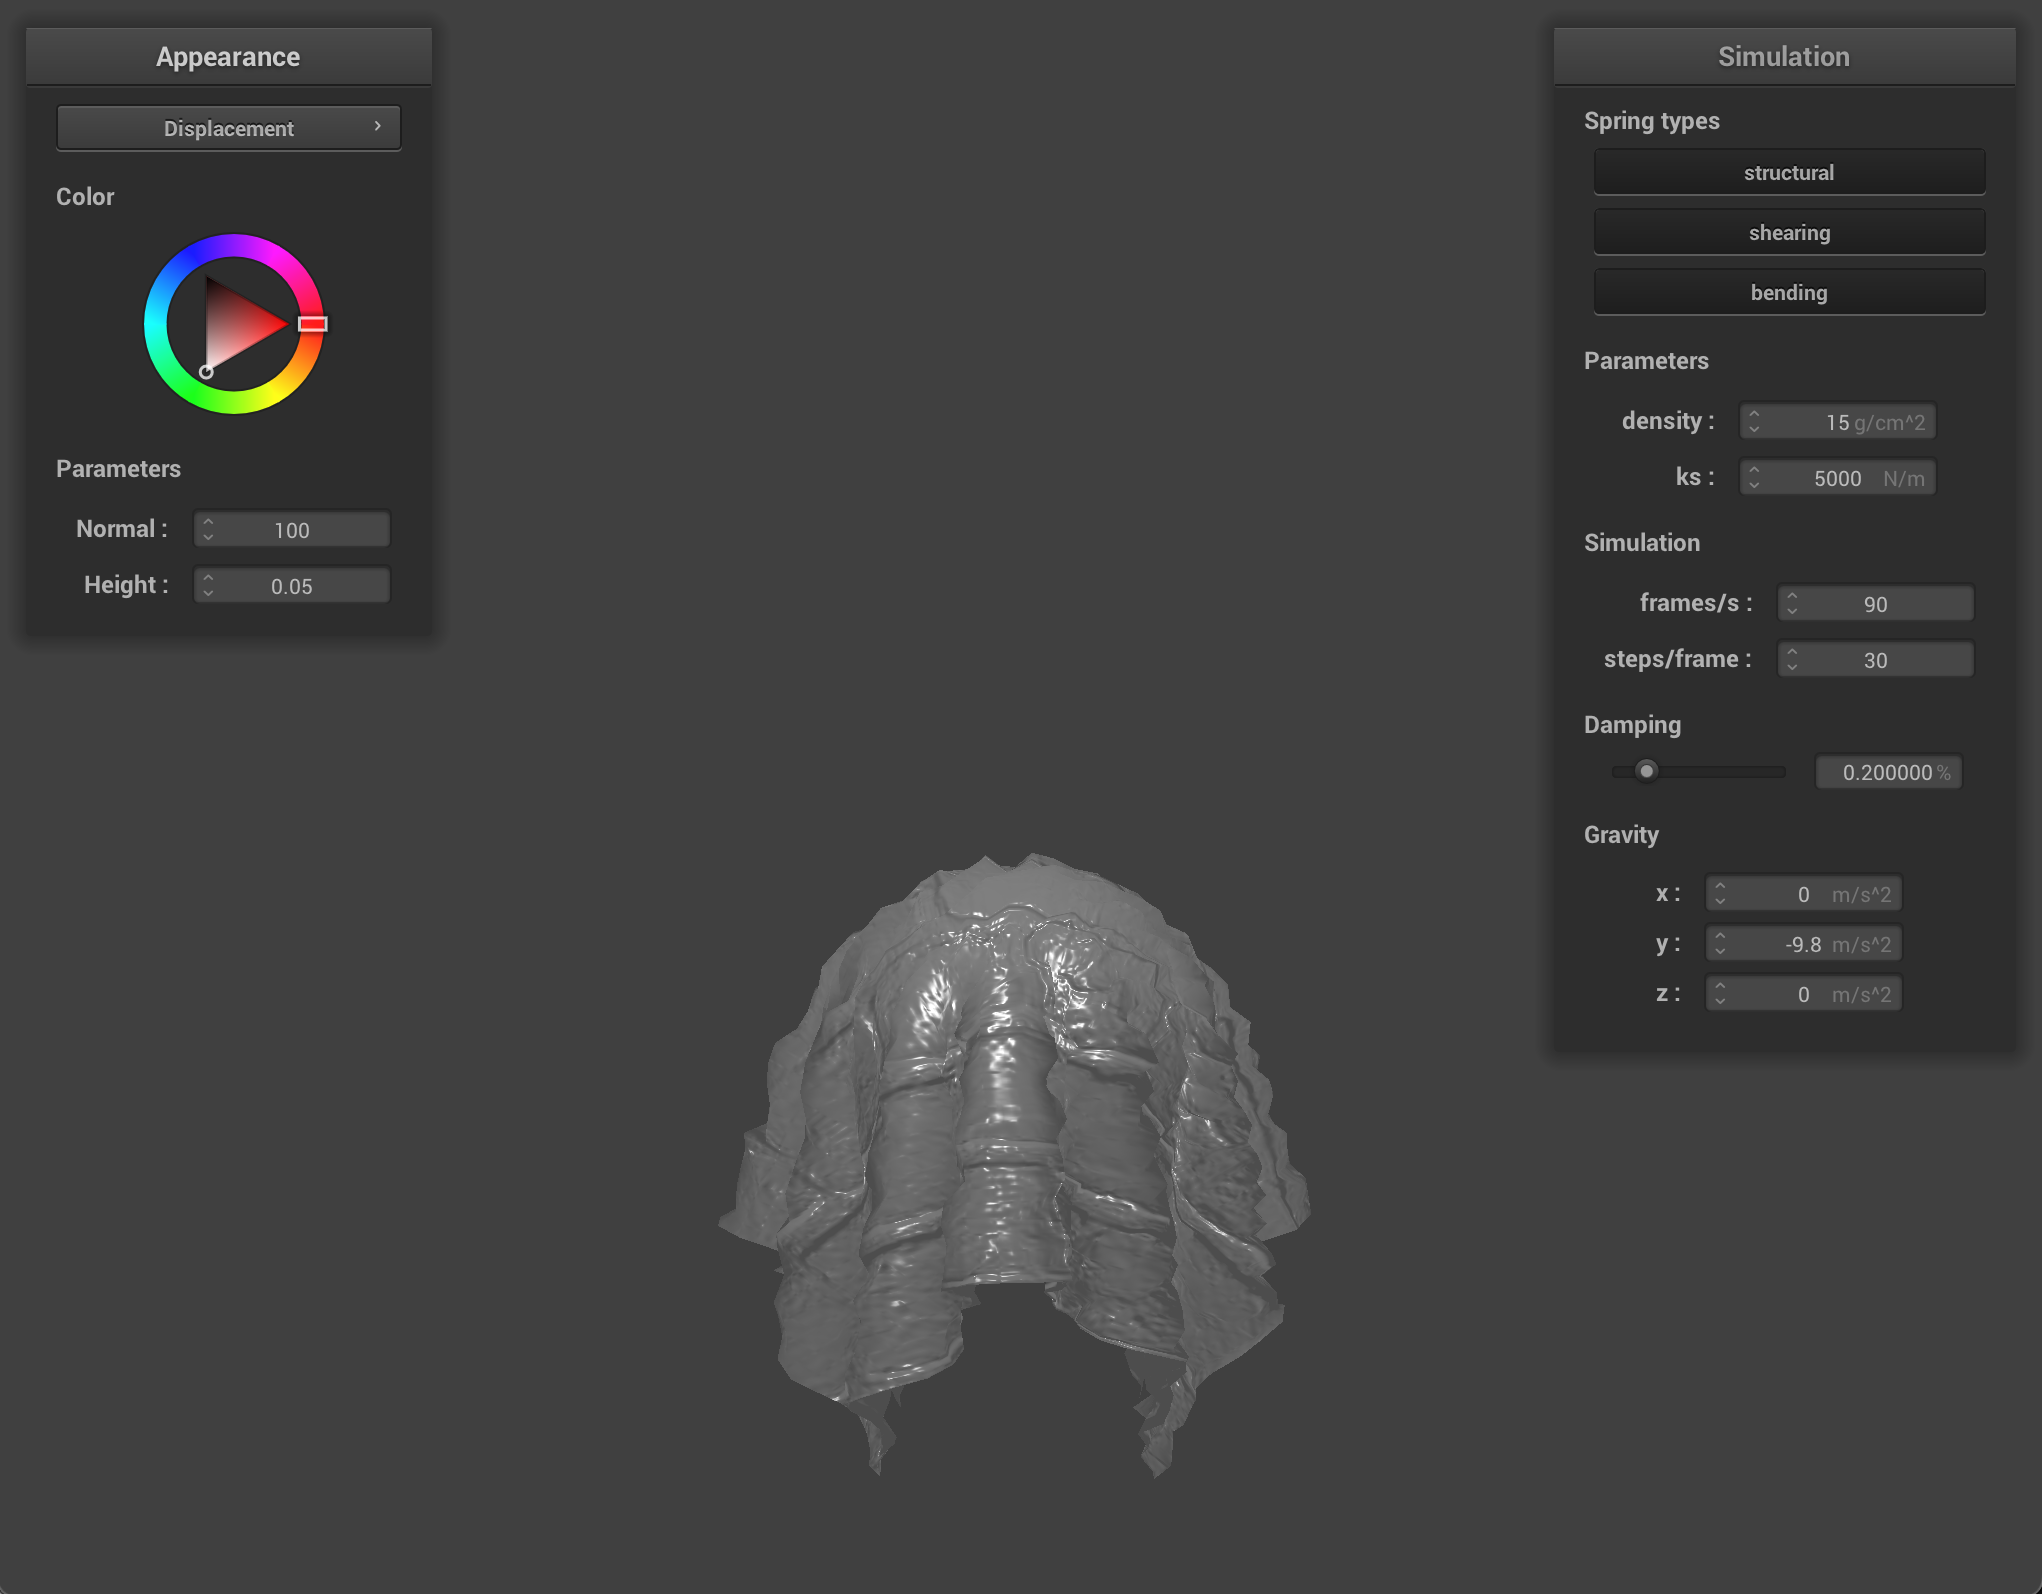 Appearance
Displacement
Color
Parameters
Normal : 100
Height : 0.05
Simulation
Spring types
structural
shearing
bending
Parameters
density : 15 g/cm^2
ks : 5000 N/m
Simulation
frames/s : 90
steps/frame : 30
Damping
0.200000 %
Gravity
x : 0 m/s^2
y : -9.8 m/s^2
z : 0 m/s^2